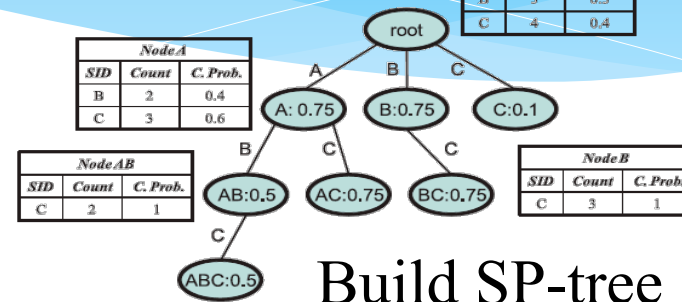 C 4 0.4
root
Node A
SID Count C. Prob.
B 2 0.4
C 3 0.6
A B C
A: 0.75 B:0.75 C:0.1
B C C
Node AB
SID Count C. Prob.
C 2 1
AB:0.5 AC:0.75 BC:0.75
Node B
SID Count C. Prob.
C 3 1
C
ABC:0.5
Build SP-tree